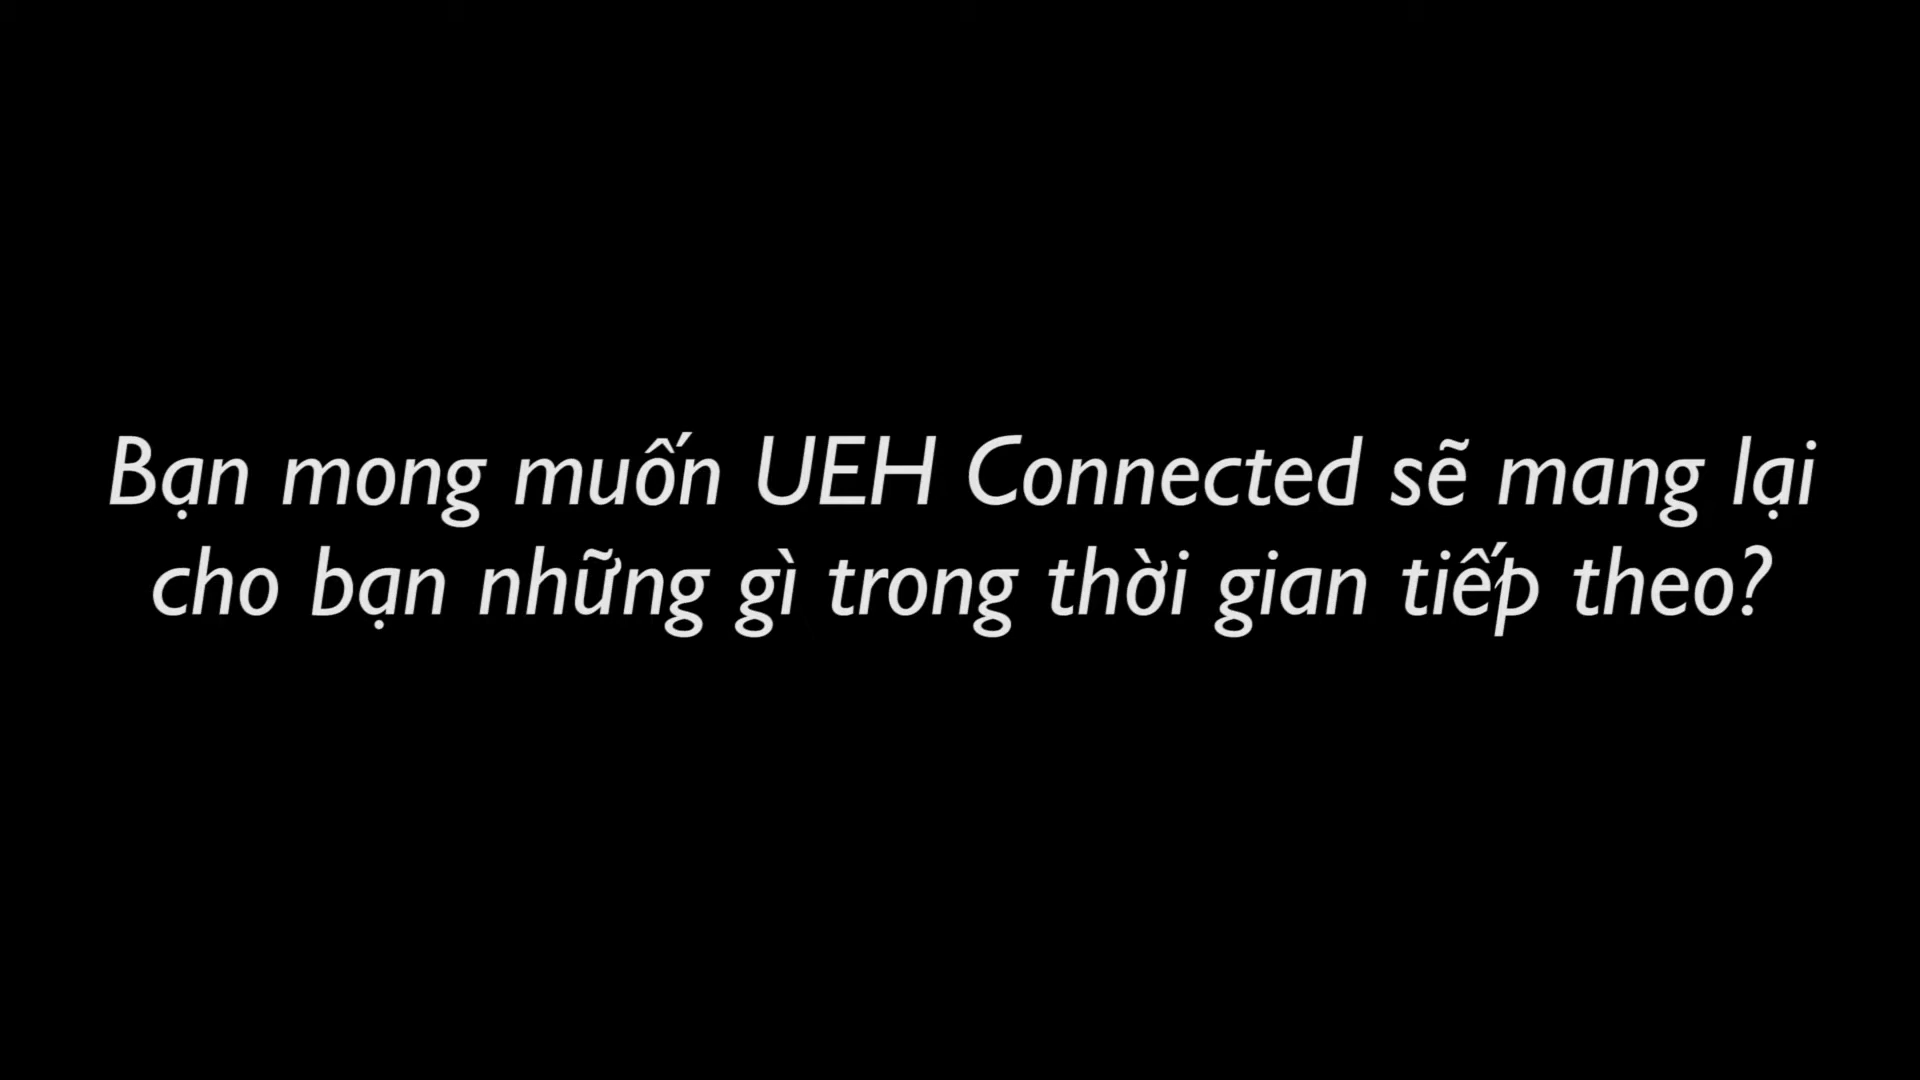 Bạn mong muốn UEH Connected sẽ mang lại
cho bạn những gì trong thời gian tiếp theo?